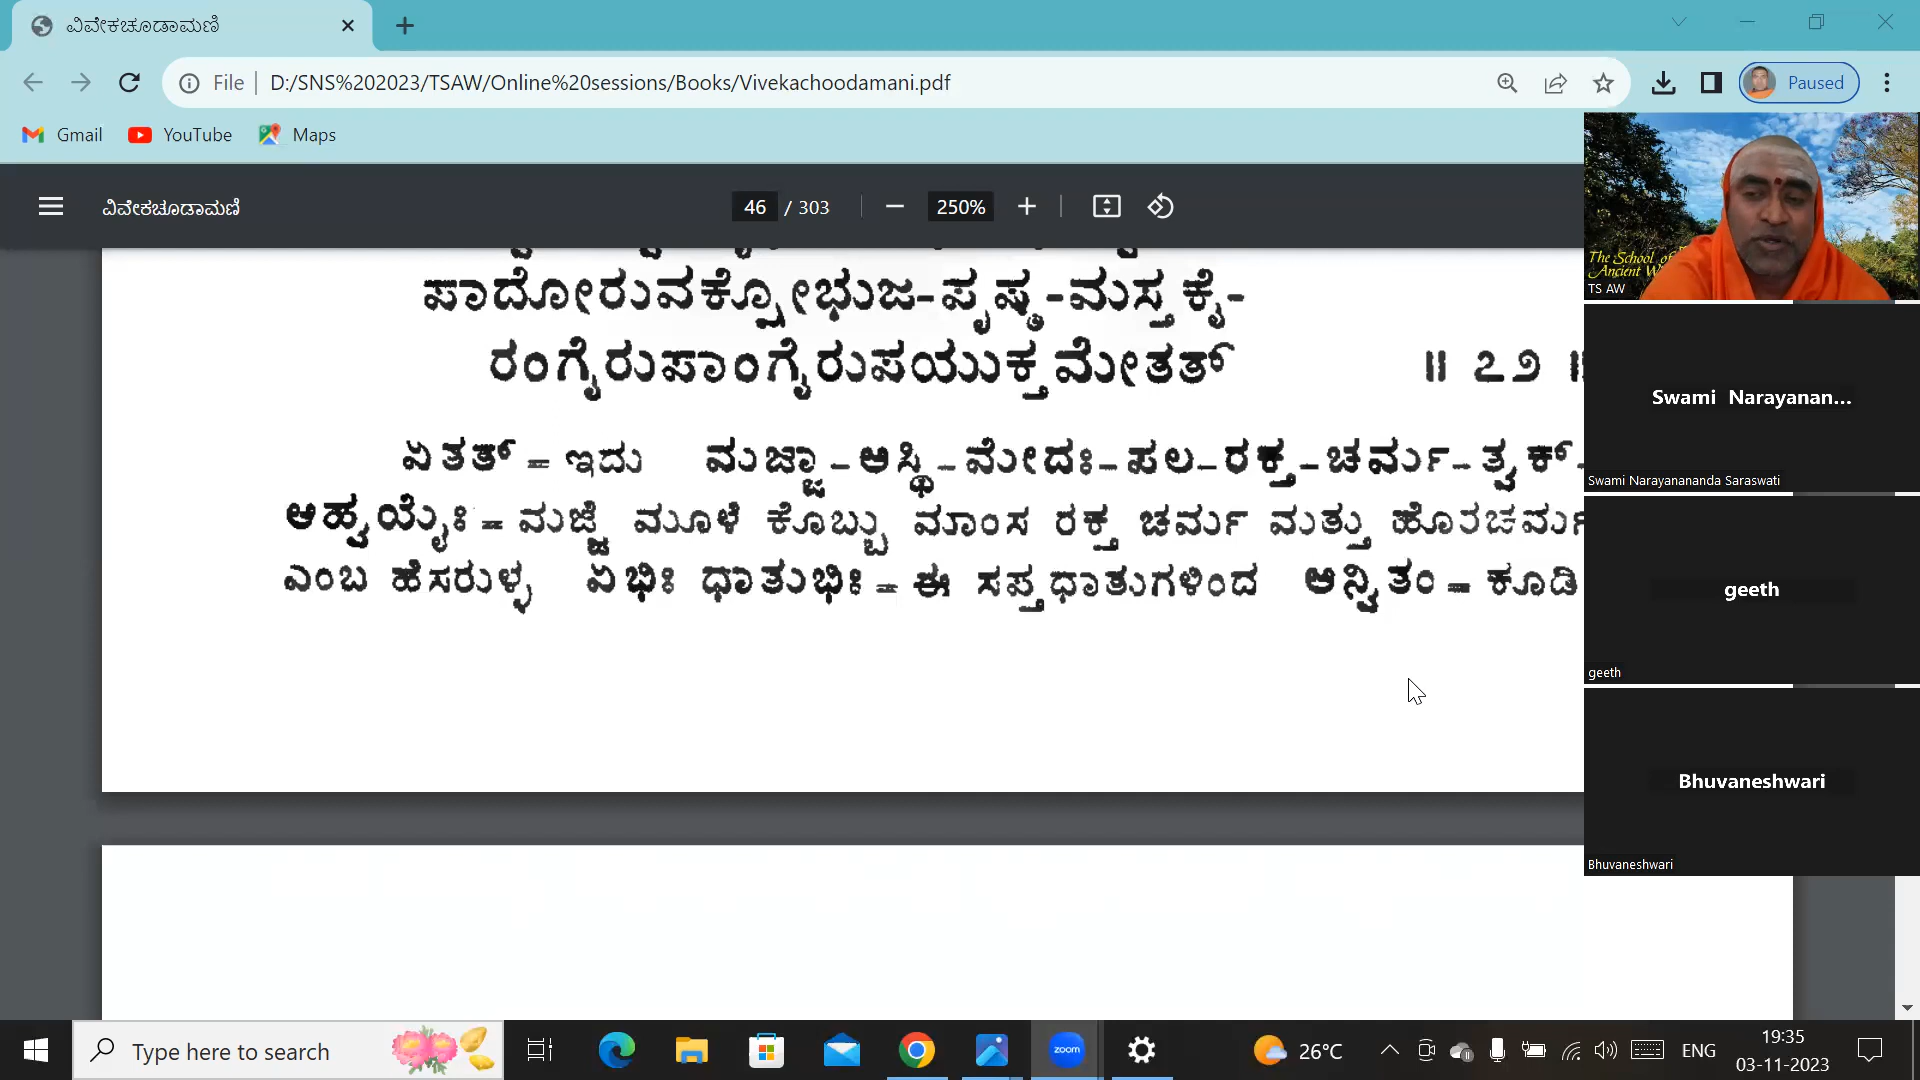 ವಿವೇಕಚೂಡಾಮಣಿ
File
D:/SNS%202023/TSAW/Online%20sessions/Books/Vivekachoodamani.pdf
Paused
Gmail
YouTube
Maps
ವಿವೇಕಚೂಡಾಮಣಿ
46 / 303
250%
ಪಾದೋರುವಕ್ಷೋಭುಜ-ಪೃಷ್ಠ-ಮಸ್ತಕೈ-
ರಂಗೈರುಪಾಂಗೈರುಪಯುಕ್ತಮೇತತ್ ॥ ೭೨ ॥
ಏತತ್ = ಇದು ಮಜ್ಜಾ-ಅಸ್ಥಿ-ಮೇದಃ-ಪಲ-ರಕ್ತ-ಚರ್ಮ-ತ್ವಕ್-
ಆಹ್ವಯೈಃ = ಮಜ್ಜೆ ಮೂಳೆ ಕೊಬ್ಬು ಮಾಂಸ ರಕ್ತ ಚರ್ಮ ಮತ್ತು ಹೊರಚರ್ಮ
ಎಂಬ ಹೆಸರುಳ್ಳ ಏಭಿಃ ಧಾತುಭಿಃ = ಈ ಸಪ್ತಧಾತುಗಳಿಂದ ಅನ್ವಿತಂ = ಕೂಡಿ
The School of
Ancient W
TS AW
Swami Narayanan...
Swami Narayanananda Saraswati
geeth
geeth
Bhuvaneshwari
Bhuvaneshwari
Type here to search
zoom
26°C
ENG
19:35
03-11-2023